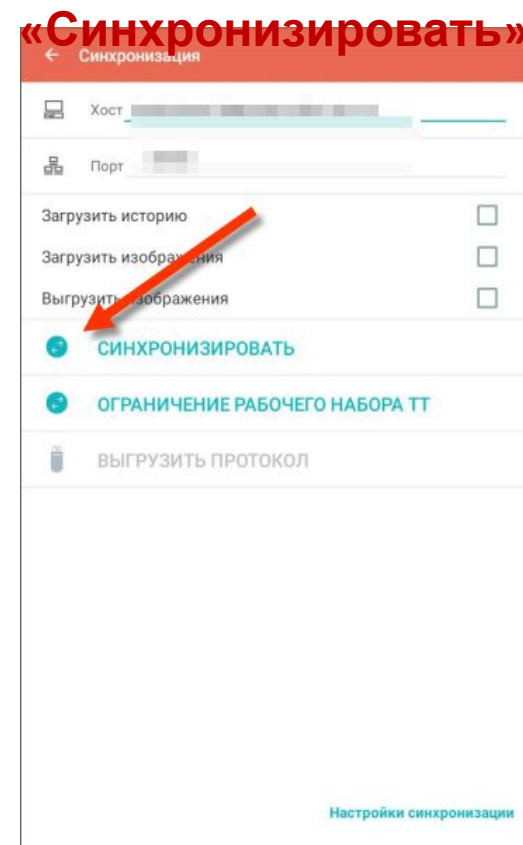 «Синхронизировать»
Синхронизация
Хост
Порт
Загрузить историю
Загрузить изображения
Выгрузить изображения
СИНХРОНИЗИРОВАТЬ
ОГРАНИЧЕНИЕ РАБОЧЕГО НАБОРА ТТ
ВЫГРУЗИТЬ ПРОТОКОЛ
Настройки синхронизации